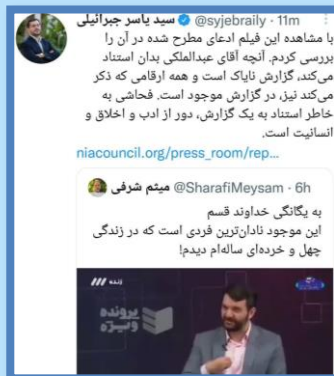 سید یاسر جبرائیلی @syjebraily · 11m
با مشاهده این فیلم ادعای مطرح شده در آن را
بررسی کردم. آنچه آقای عبدالملکی بدان استناد
می‌کند، گزارش نایاک است و همه ارقامی که ذکر
می‌کند نیز، در گزارش موجود است. فحاشی به
خاطر استناد به یک گزارش، دور از ادب و اخلاق و
انسانیت است.
niacouncil.org/press_room/rep...
میثم شرفی @SharafiMeysam · 6h
به یگانگی خداوند قسم
این موجود نادان‌ترین فردی است که در زندگی
چهل و خرده‌ای ساله‌ام دیدم!
زنده
پرونده
ویژه